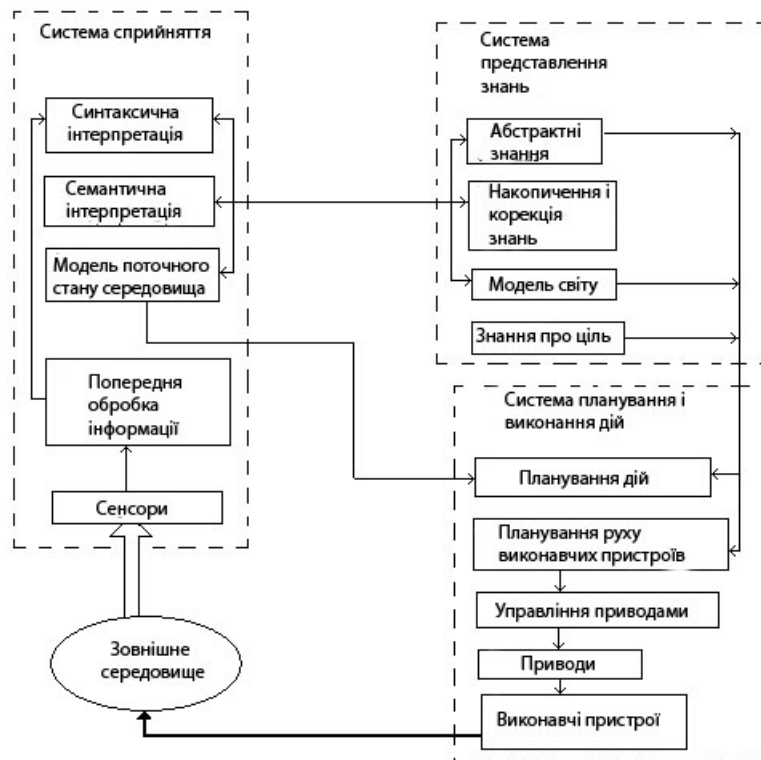 Система сприйняття
Синтаксична
інтерпретація
Семантична
інтерпретація
Модель поточного
стану середовища
Попередня
обробка
інформації
Сенсори
Зовнішне
середовище
Система
представлення
знань
Абстрактні
знання
Накопичення і
корекція
знань
Модель світу
Знання про ціль
Система планування і
виконання дій
Планування дій
Планування руху
виконавчих пристроїв
Управління приводами
Приводи
Виконавчі пристрої